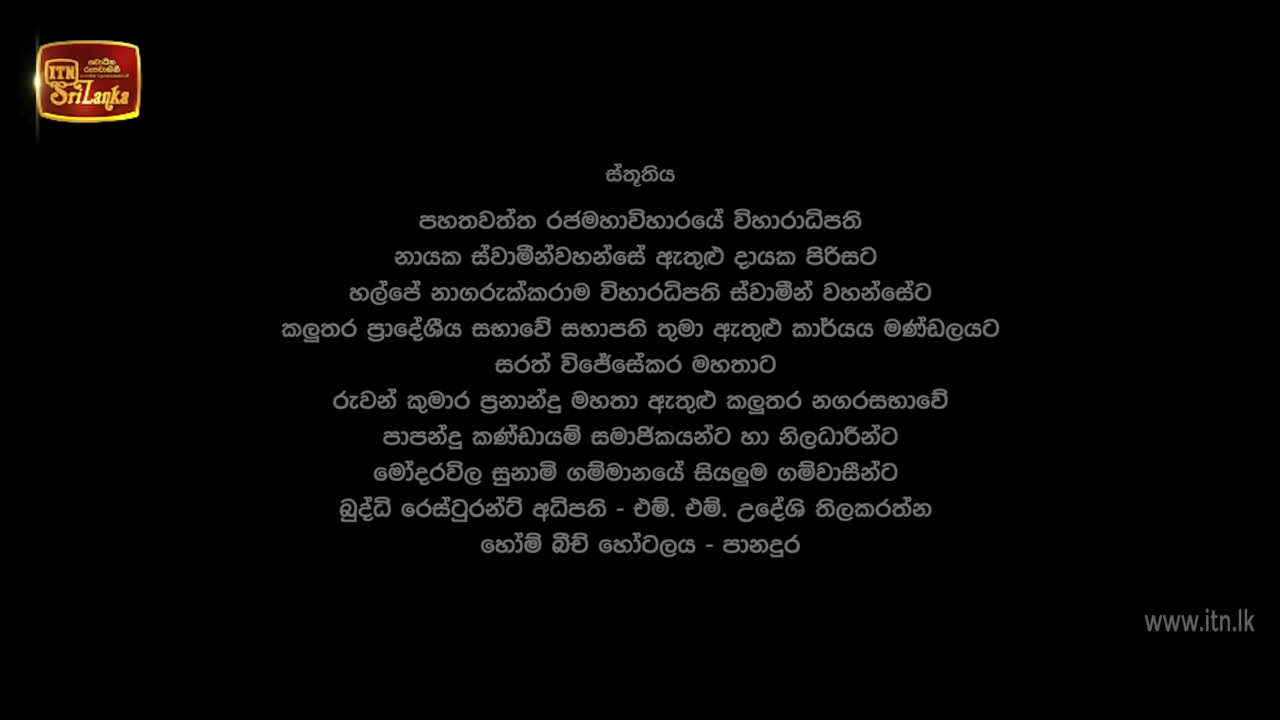 ITN
Sri Lanka
ස්තූතිය
පහතවත්ත රජමහාවිහාරයේ විහාරාධිපති
නායක ස්වාමීන්වහන්සේ ඇතුළු දායක පිරිසට
හල්පේ නාගරුක්කරාම විහාරධිපති ස්වාමීන් වහන්සේට
කලුතර ප්‍රාදේශීය සභාවේ සභාපති තුමා ඇතුළු කාර්යය මණ්ඩලයට
සරත් විජේසේකර මහතාට
රුවන් කුමාර ප්‍රනාන්දු මහතා ඇතුළු කලුතර නගරසභාවේ
පාපන්දු කණ්ඩායම් සමාජිකයන්ට හා නිලධාරීන්ට
මෝදරවිල සුනාමි ගම්මානයේ සියලුම ගම්වාසීන්ට
බුද්ධි රෙස්ටුරන්ට් අධිපති - එම්. එම්. උදේශි තිලකරත්න
හෝම් බීච් හෝටලය - පානදුර
www.itn.lk